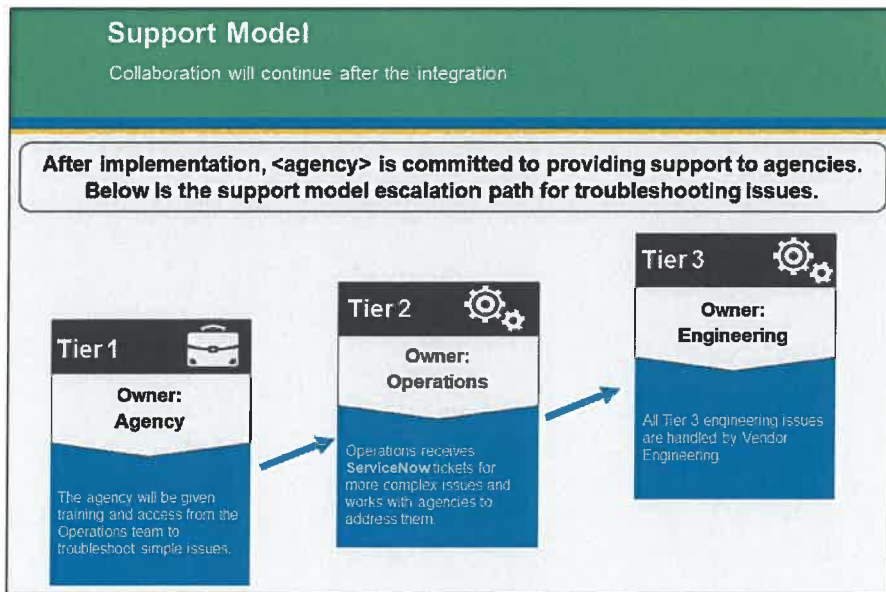 Support Model
Collaboration will continue after the integration
After implementation, <agency> is committed to providing support to agencies.
Below is the support model escalation path for troubleshooting issues.
Tier 1
Owner:
Agency
The agency will be given
training and access from the
Operations team to
troubleshoot simple issues.
Tier 2
Owner:
Operations
Operations receives
ServiceNow tickets for
more complex issues and
works with agencies to
address them.
Tier 3
Owner:
Engineering
All Tier 3 engineering issues
are handled by Vendor
Engineering.